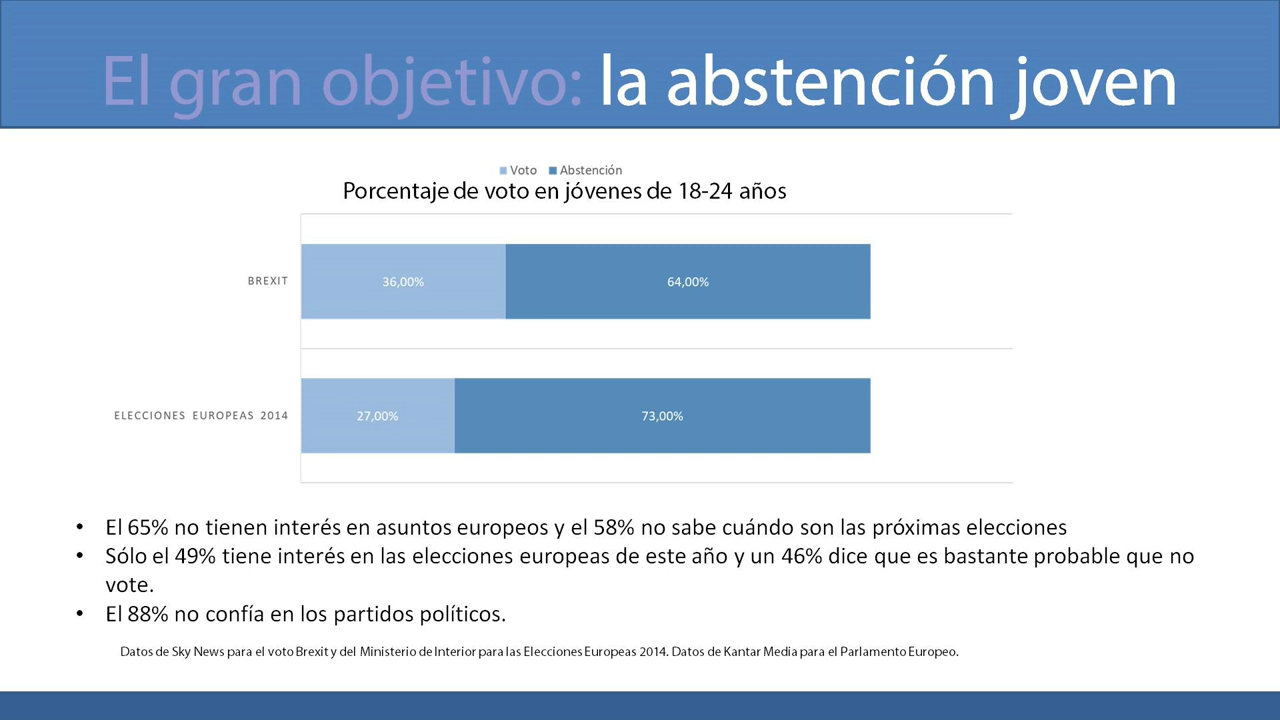 El gran objetivo: la abstención joven
Voto Abstención
Porcentaje de voto en jóvenes de 18-24 años
BREXIT
36,00%
64,00%
ELECCIONES EUROPEAS 2014
27,00%
73,00%
• El 65% no tienen interés en asuntos europeos y el 58% no sabe cuándo son las próximas elecciones
• Sólo el 49% tiene interés en las elecciones europeas de este año y un 46% dice que es bastante probable que no
vote.
• El 88% no confía en los partidos políticos.
Datos de Sky News para el voto Brexit y del Ministerio de Interior para las Elecciones Europeas 2014. Datos de Kantar Media para el Parlamento Europeo.